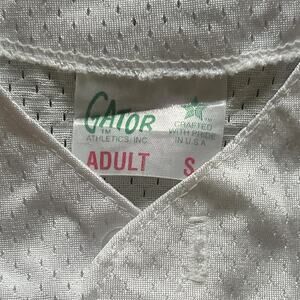 GATOR
TM
ATHLETICS, INC.
CRAFTED
WITH PRIDE
IN U.S.A
ADULT S